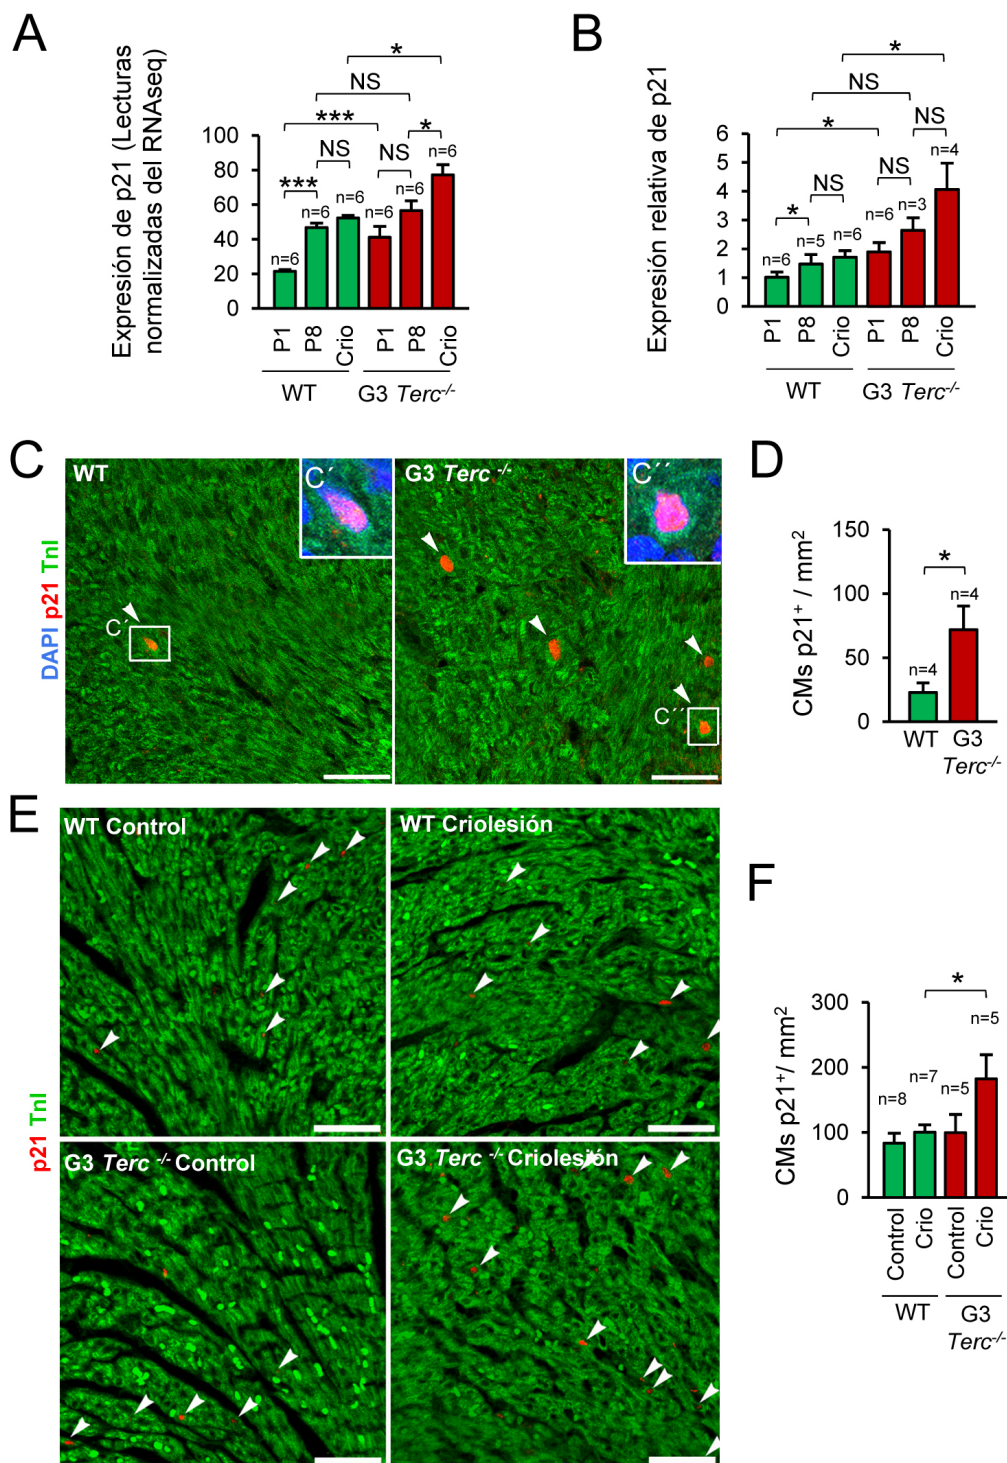 A
Expresión de p21 (Lecturas
normalizadas del RNAseq)
*
NS
***
*
NS
NS
***
n=6
n=6
n=6
n=6
n=6
n=6
100
80
60
40
20
0
P1
P8
Crio
P1
P8
Crio
WT
G3 Terc-/-
B
Expresión relativa de p21
*
NS
*
NS
NS
NS
*
n=6
n=5
n=6
n=6
n=3
n=4
6
5
4
3
2
1
0
P1
P8
Crio
P1
P8
Crio
WT
G3 Terc-/-
C
DAPI p21 TnI
WT
C´
C´
G3 Terc -/-
C´´
C´´
D
CMs p21+ / mm2
150
100
50
0
*
n=4
n=4
WT
G3
Terc-/-
E
p21 TnI
WT Control
WT Criolesión
G3 Terc -/- Control
G3 Terc -/- Criolesión
F
CMs p21+/ mm2
300
200
100
0
*
n=8
n=7
n=5
n=5
Control
Crio
Control
Crio
WT
G3
Terc-/-